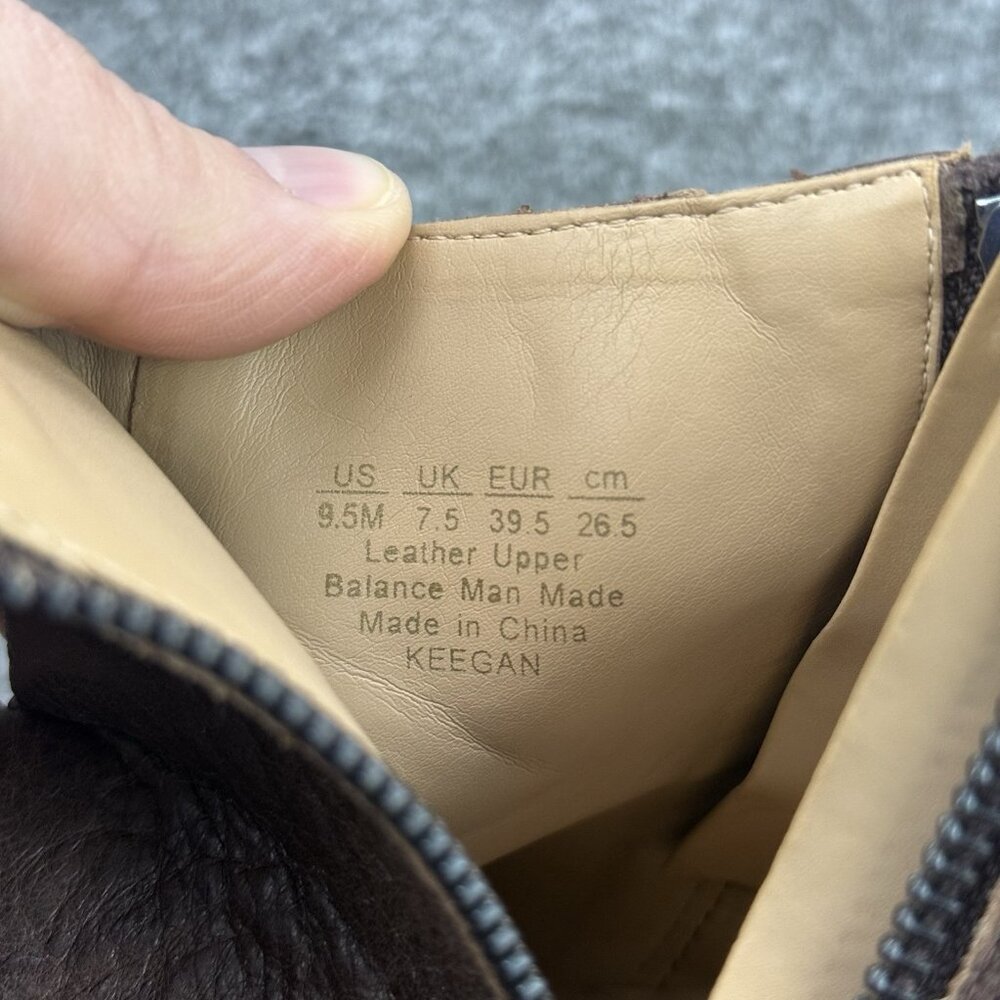 US UK EUR cm
9.5M 7.5 39.5 26.5
Leather Upper
Balance Man Made
Made in China
KEEGAN